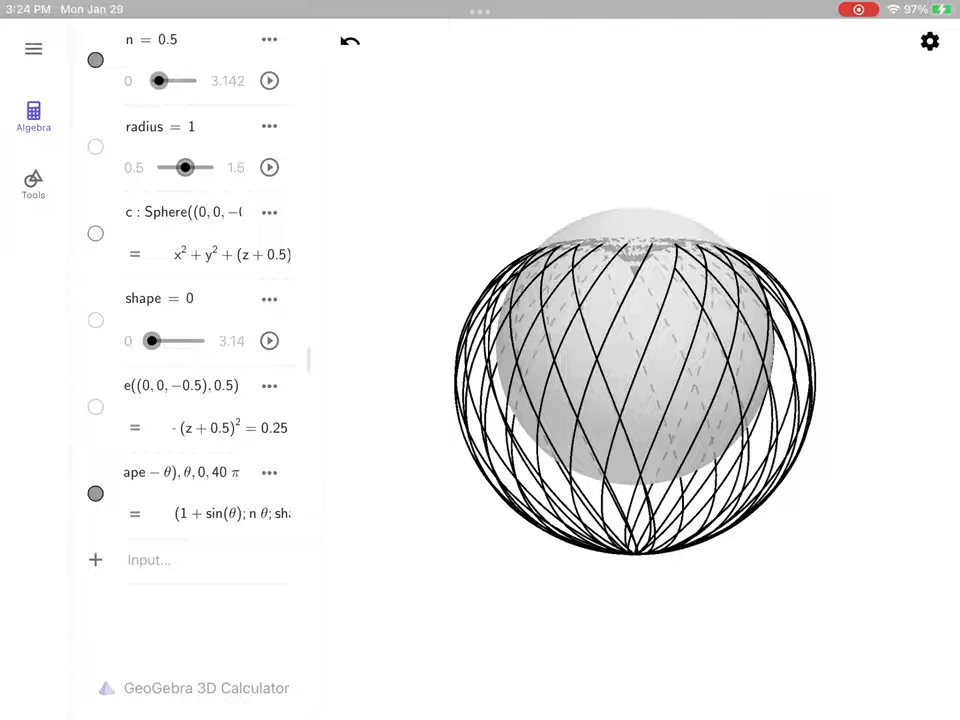 3:24 PM Mon Jan 29
97%
n = 0.5
0 3.142
Algebra
radius = 1
0.5 1.5
Tools
c : Sphere((0, 0, −(
= x² + y² + (z + 0.5)
shape = 0
0 3.14
e((0, 0, −0.5), 0.5)
= - (z + 0.5)² = 0.25
ape − θ), θ, 0, 40 π
= (1 + sin(θ); n θ; sha
+ Input...
GeoGebra 3D Calculator